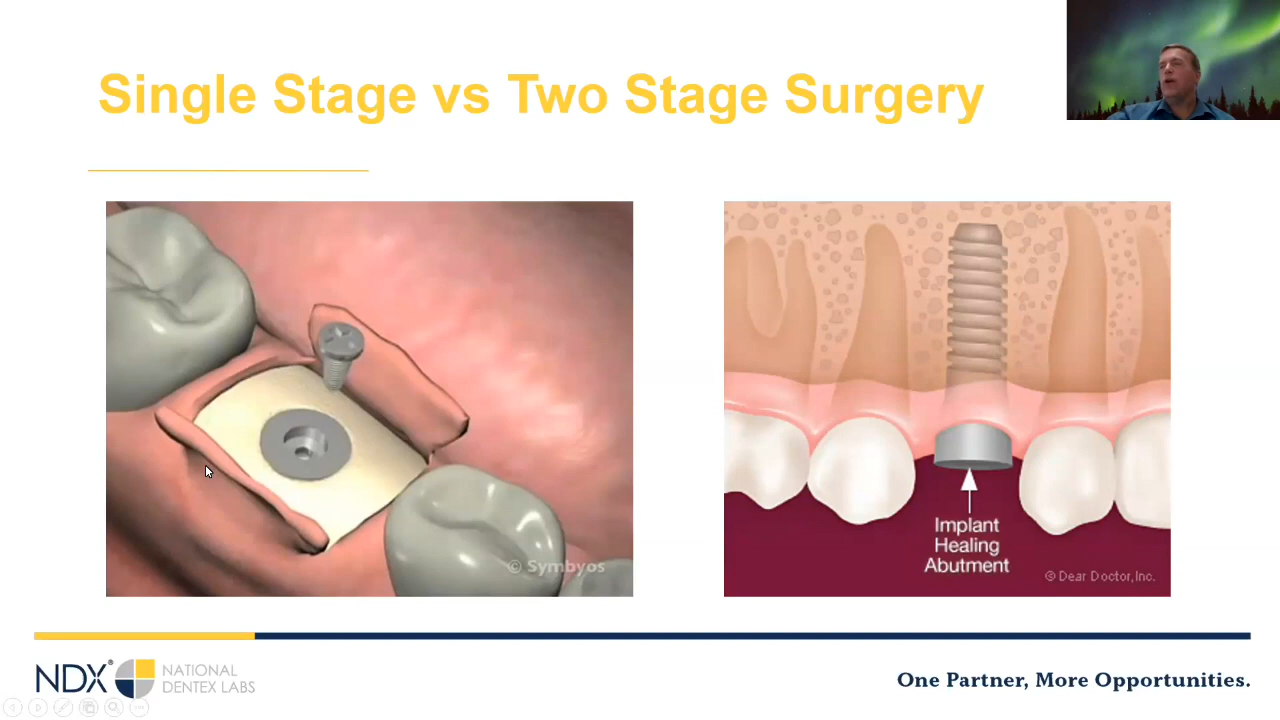 Single Stage vs Two Stage Surgery
© Symbyos
Implant
Healing
Abutment
© Dear Doctor, Inc.
NDX®
NATIONAL
DENTEX LABS
One Partner, More Opportunities.